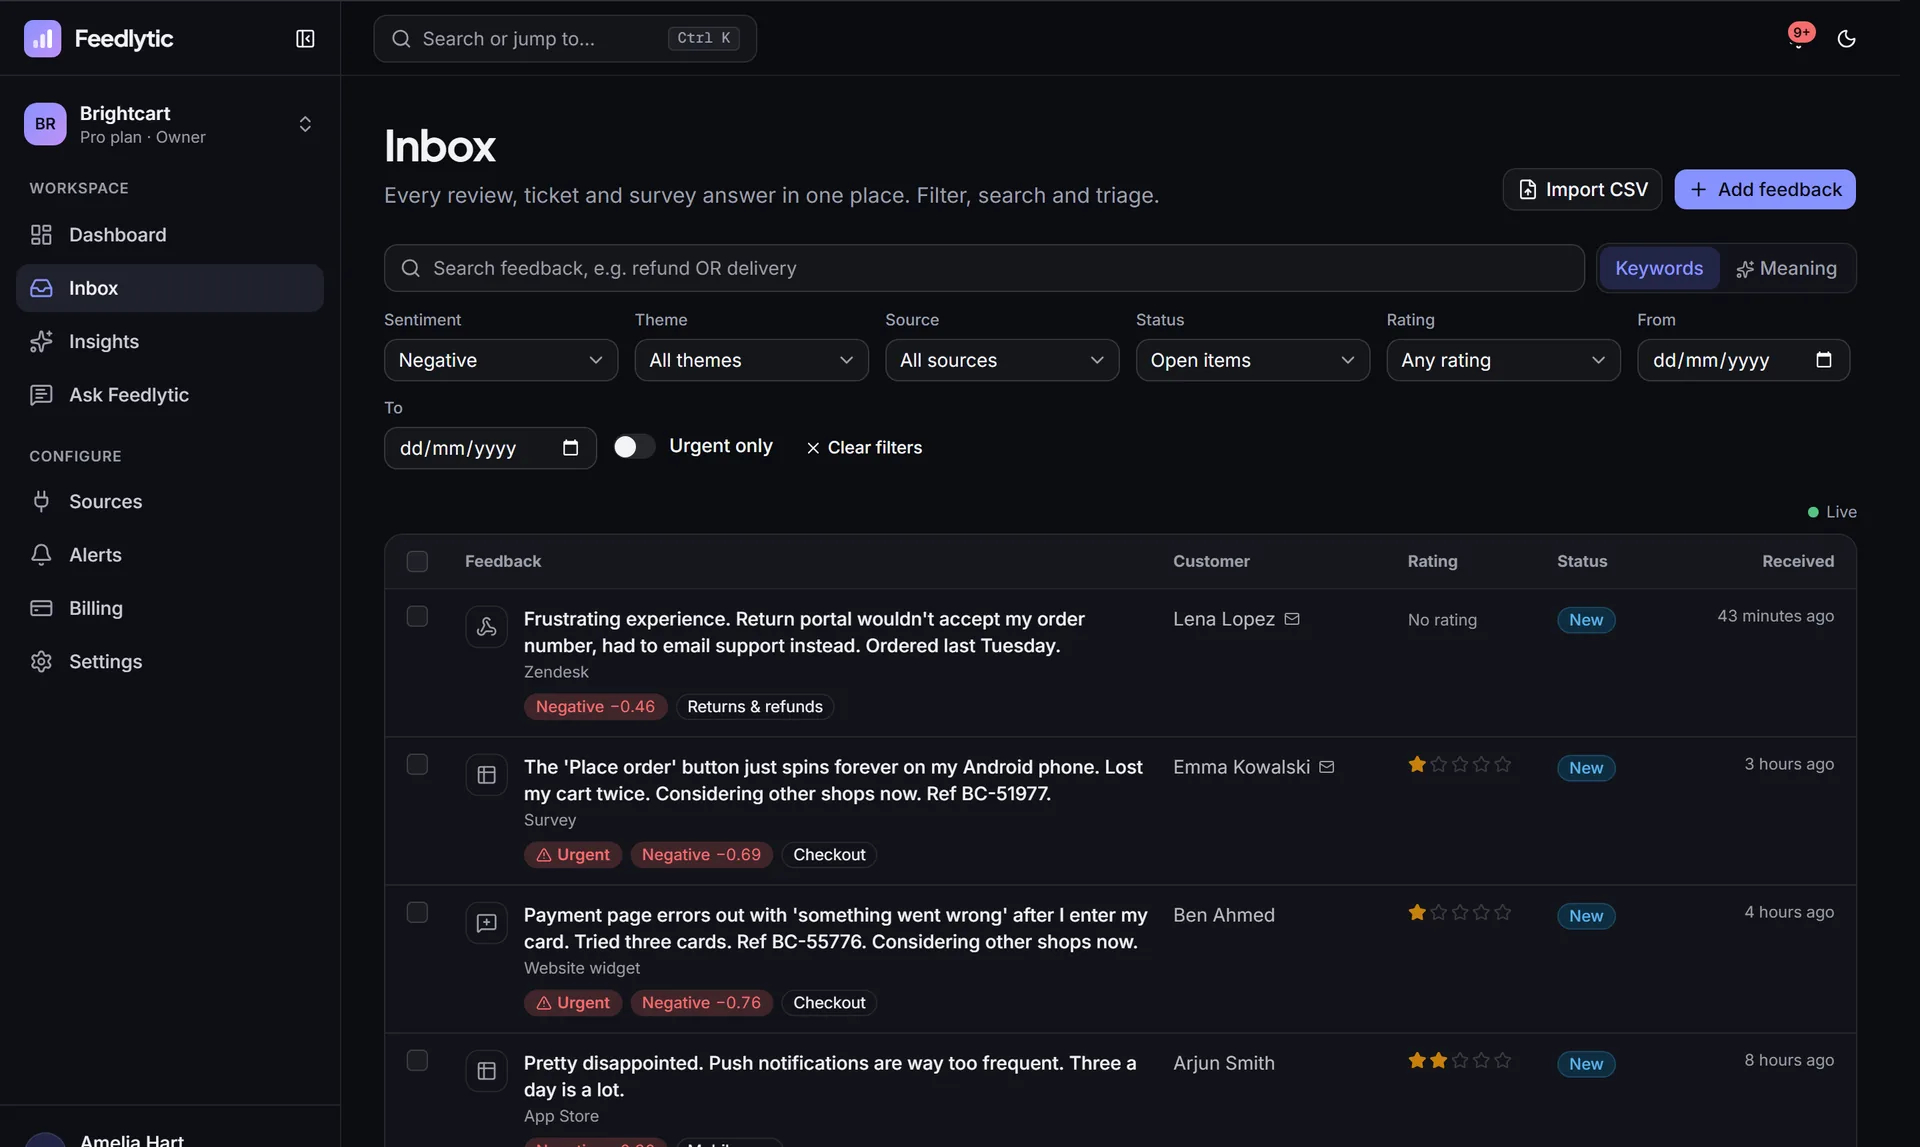 Feedlytic
Search or jump to...
Ctrl K
9+
BR
Brightcart
Pro plan · Owner
WORKSPACE
Dashboard
Inbox
Insights
Ask Feedlytic
CONFIGURE
Sources
Alerts
Billing
Settings
Amelia Hart
Inbox
Every review, ticket and survey answer in one place. Filter, search and triage.
Import CSV
Add feedback
Search feedback, e.g. refund OR delivery
Keywords
Meaning
Sentiment
Theme
Source
Status
Rating
From
Negative
All themes
All sources
Open items
Any rating
dd/mm/yyyy
To
dd/mm/yyyy
Urgent only
Clear filters
Live
Feedback
Customer
Rating
Status
Received
Frustrating experience. Return portal wouldn't accept my order
number, had to email support instead. Ordered last Tuesday.
Zendesk
Negative −0.46
Returns & refunds
Lena Lopez
No rating
New
43 minutes ago
The 'Place order' button just spins forever on my Android phone. Lost
my cart twice. Considering other shops now. Ref BC-51977.
Survey
Urgent
Negative −0.69
Checkout
Emma Kowalski
New
3 hours ago
Payment page errors out with 'something went wrong' after I enter my
card. Tried three cards. Ref BC-55776. Considering other shops now.
Website widget
Urgent
Negative −0.76
Checkout
Ben Ahmed
New
4 hours ago
Pretty disappointed. Push notifications are way too frequent. Three a
day is a lot.
App Store
Arjun Smith
New
8 hours ago